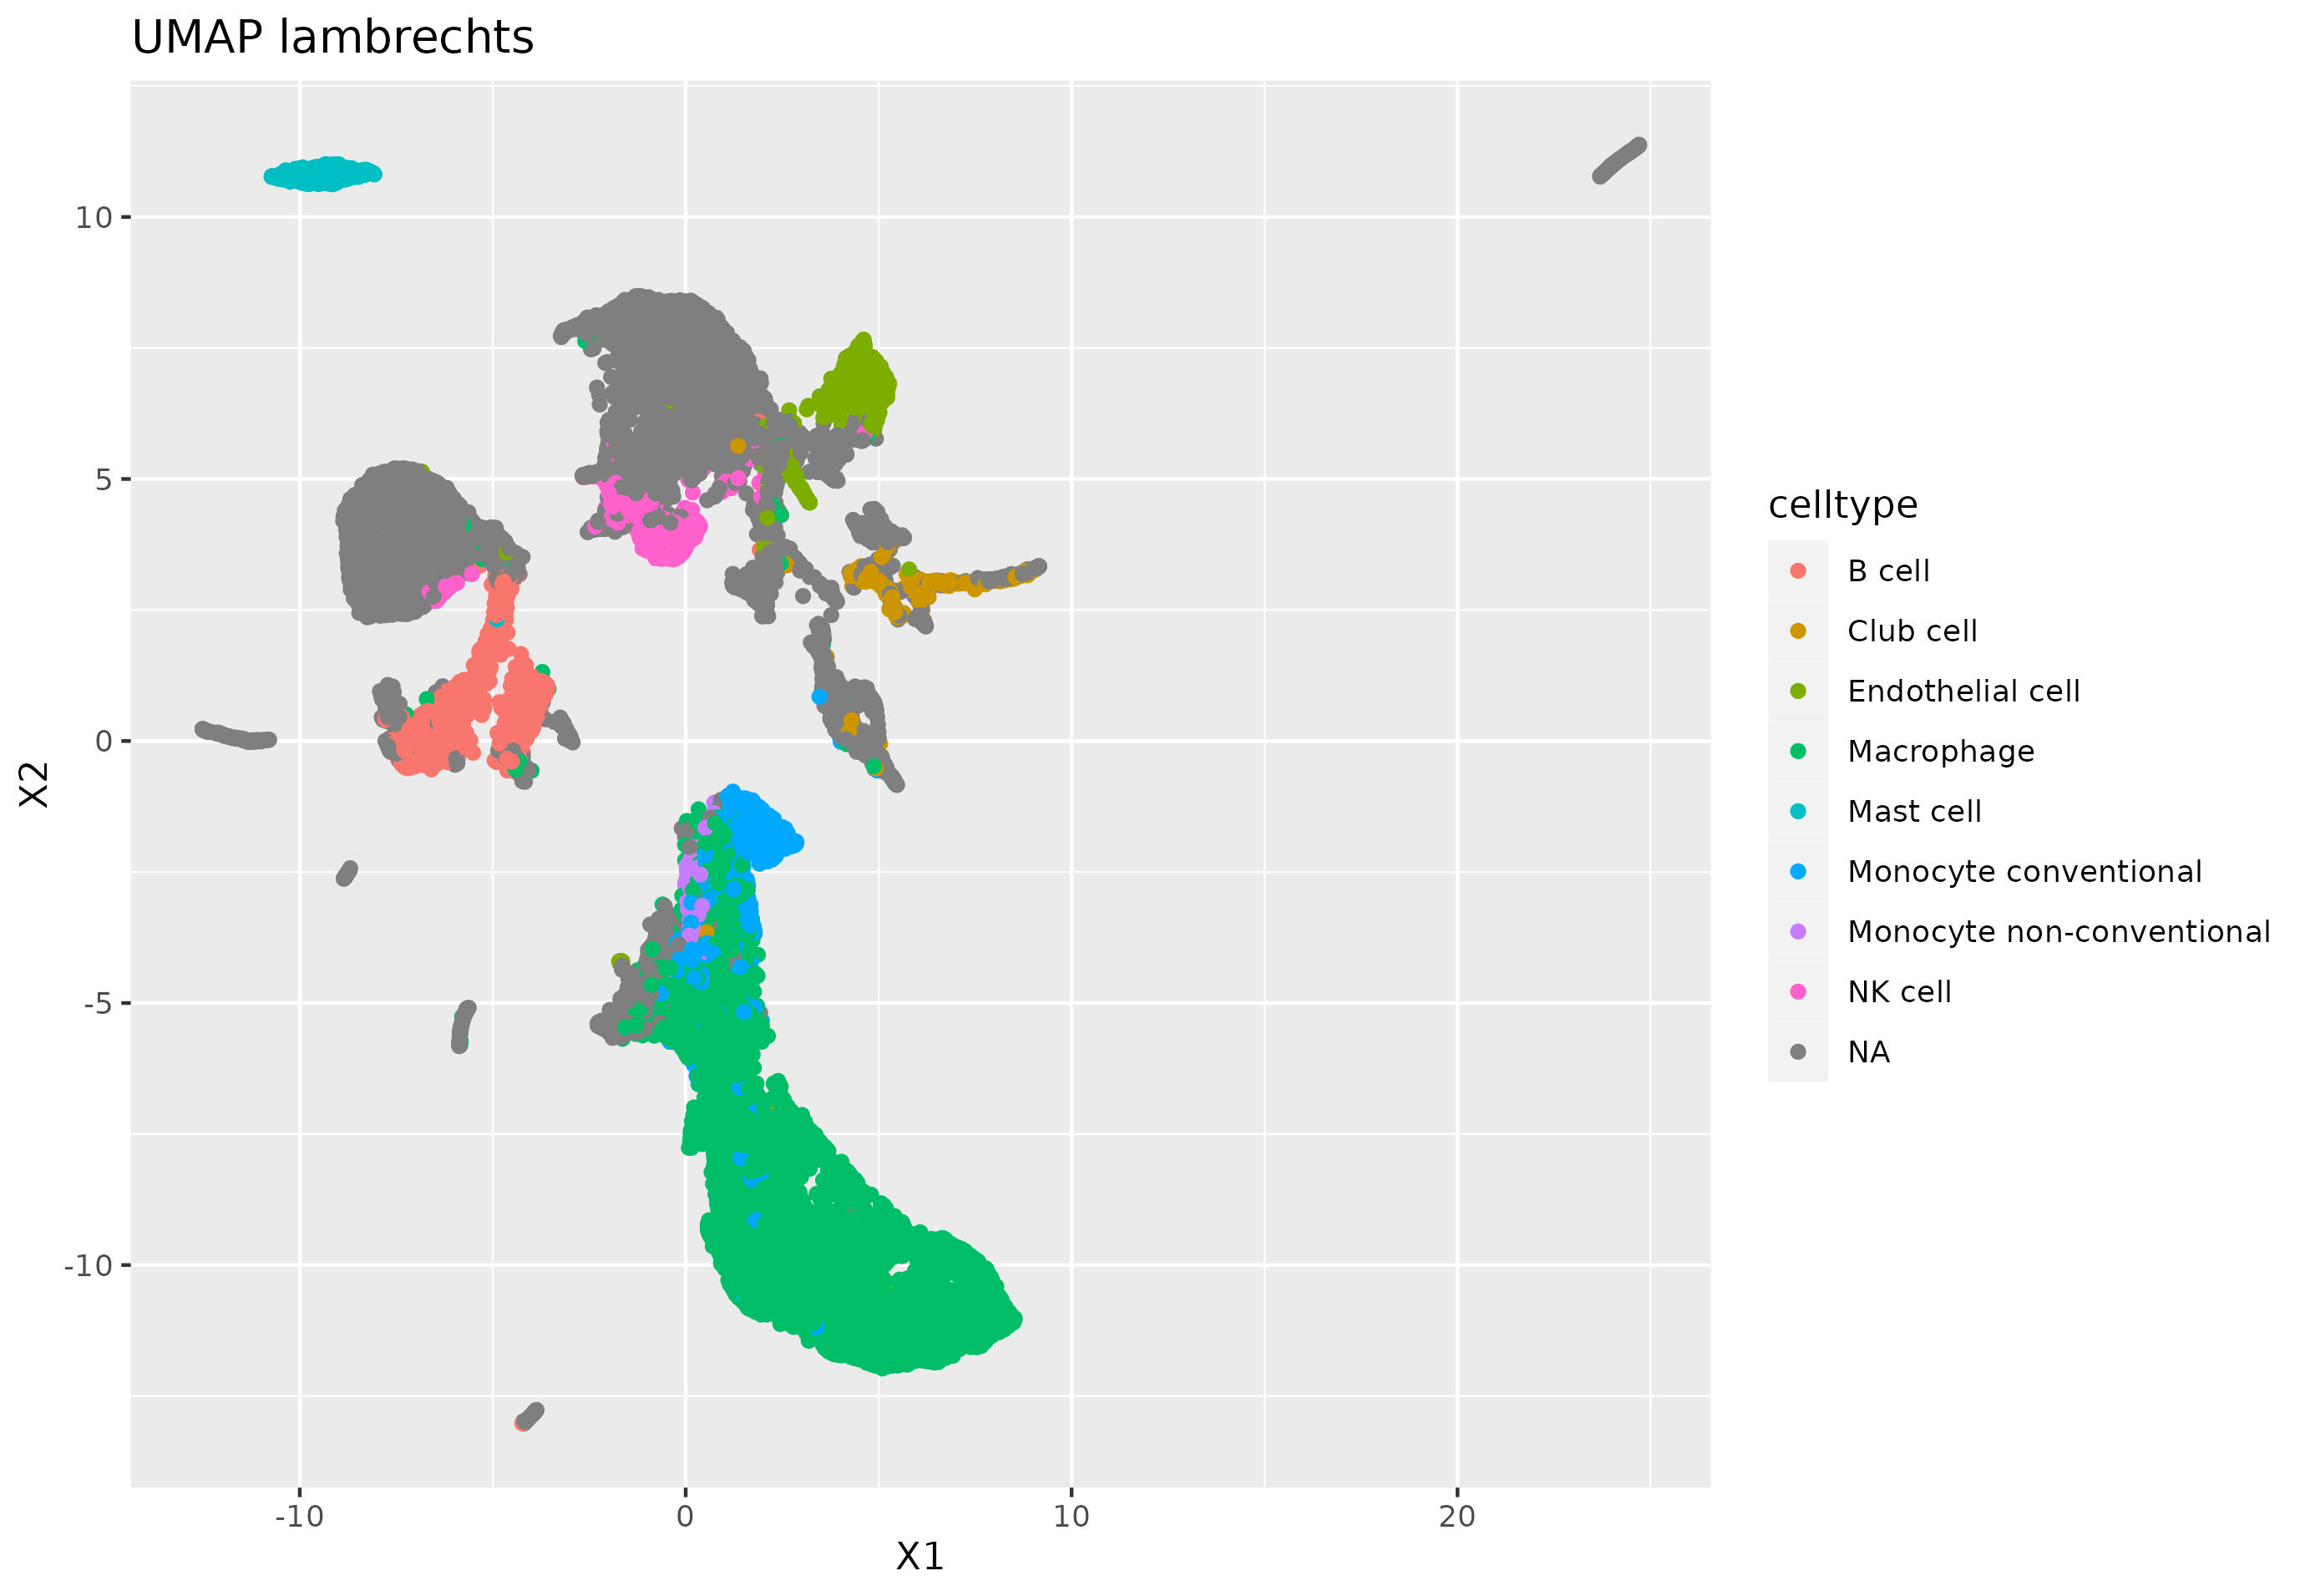 UMAP lambrechts
10
5
0
-5
-10
X2
-10
0
10
20
X1
celltype
B cell
Club cell
Endothelial cell
Macrophage
Mast cell
Monocyte conventional
Monocyte non-conventional
NK cell
NA